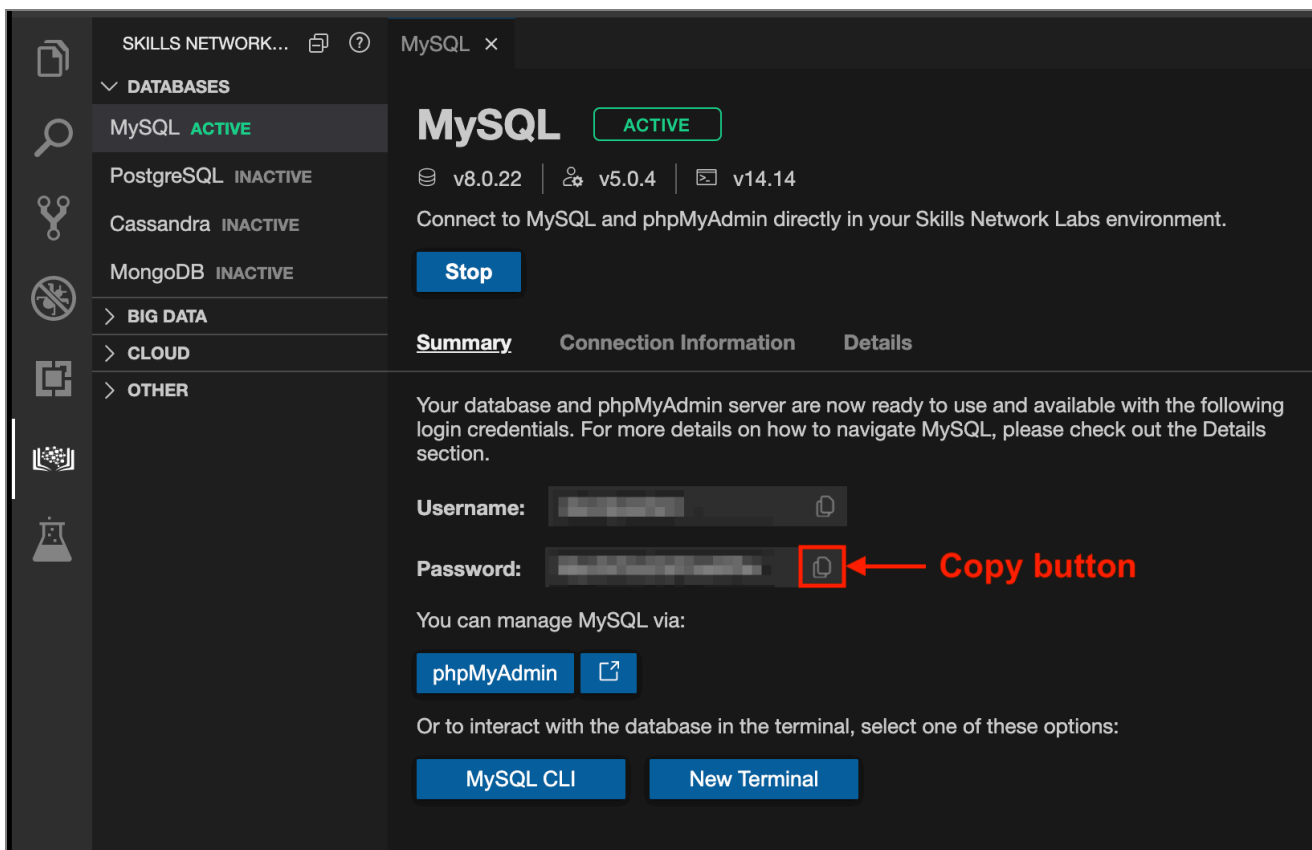 SKILLS NETWORK...
DATABASES
MySQL ACTIVE
PostgreSQL INACTIVE
Cassandra INACTIVE
MongoDB INACTIVE
BIG DATA
CLOUD
OTHER
MySQL ×
MySQL ACTIVE
v8.0.22 v5.0.4 v14.14
Connect to MySQL and phpMyAdmin directly in your Skills Network Labs environment.
Stop
Summary Connection Information Details
Your database and phpMyAdmin server are now ready to use and available with the following
login credentials. For more details on how to navigate MySQL, please check out the Details
section.
Username:
Password:
Copy button
You can manage MySQL via:
phpMyAdmin
Or to interact with the database in the terminal, select one of these options:
MySQL CLI New Terminal